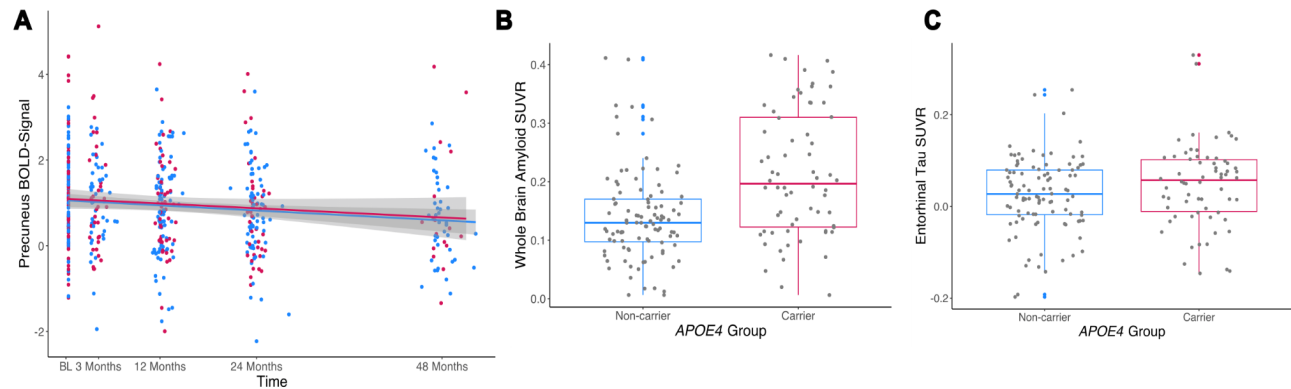 A
Precuneus BOLD-Signal
4
2
0
-2
BL 3 Months 12 Months 24 Months 48 Months
Time
B
Whole Brain Amyloid SUVR
0.4
0.3
0.2
0.1
0.0
Non-carrier Carrier
APOE4 Group
C
Entorhinal Tau SUVR
0.2
0.0
-0.2
Non-carrier Carrier
APOE4 Group